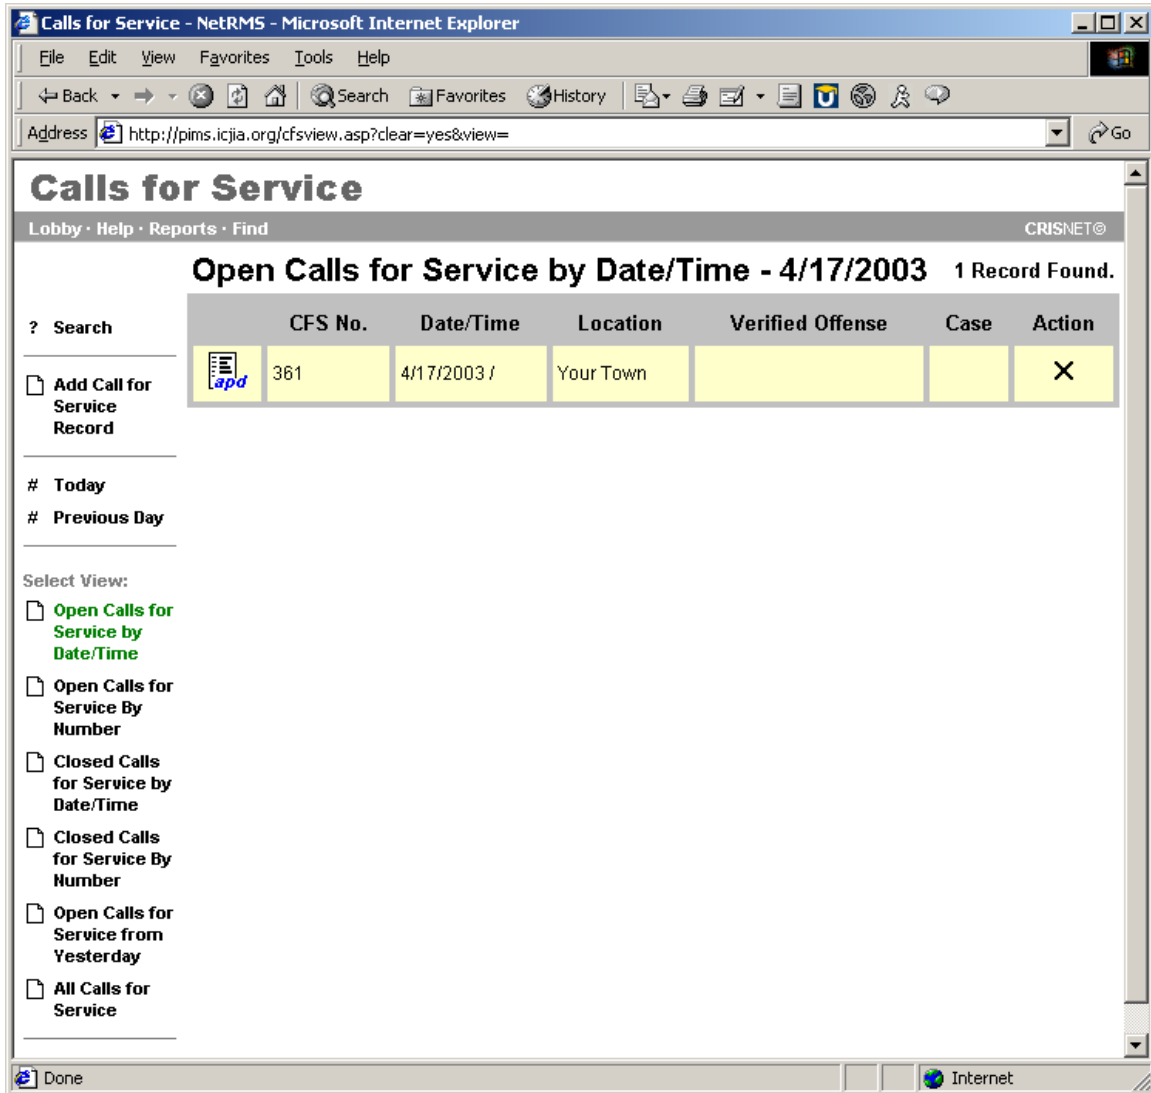 Calls for Service - NetRMS - Microsoft Internet Explorer
File Edit View Favorites Tools Help
Back Search Favorites History
Address http://pims.icjia.org/cfsview.asp?clear=yes&view= Go
Calls for Service
Lobby · Help · Reports · Find CRISNET©
Open Calls for Service by Date/Time - 4/17/2003 1 Record Found.
CFS No. Date/Time Location Verified Offense Case Action
apd 361 4/17/2003 / Your Town X
? Search
Add Call for
Service
Record
# Today
# Previous Day
Select View:
Open Calls for
Service by
Date/Time
Open Calls for
Service By
Number
Closed Calls
for Service by
Date/Time
Closed Calls
for Service By
Number
Open Calls for
Service from
Yesterday
All Calls for
Service
Done Internet